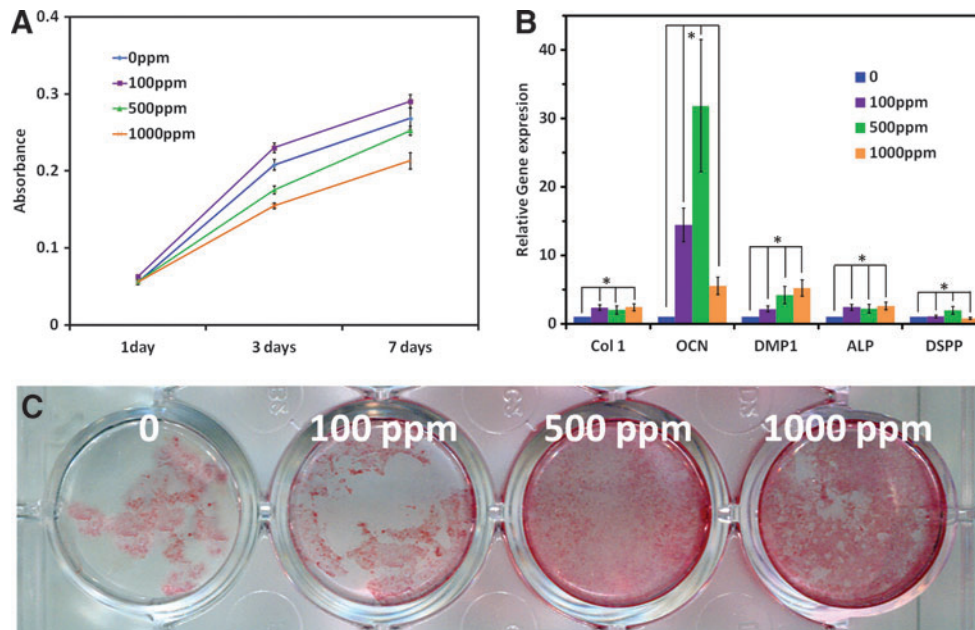 A
Absorbance
0.4
0.3
0.2
0.1
0
0ppm
100ppm
500ppm
1000ppm
1day
3 days
7 days
B
Relative Gene expresion
40
30
20
10
5
0
*
*
*
*
*
0
100ppm
500ppm
1000ppm
Col 1
OCN
DMP1
ALP
DSPP
C
0
100 ppm
500 ppm
1000 ppm